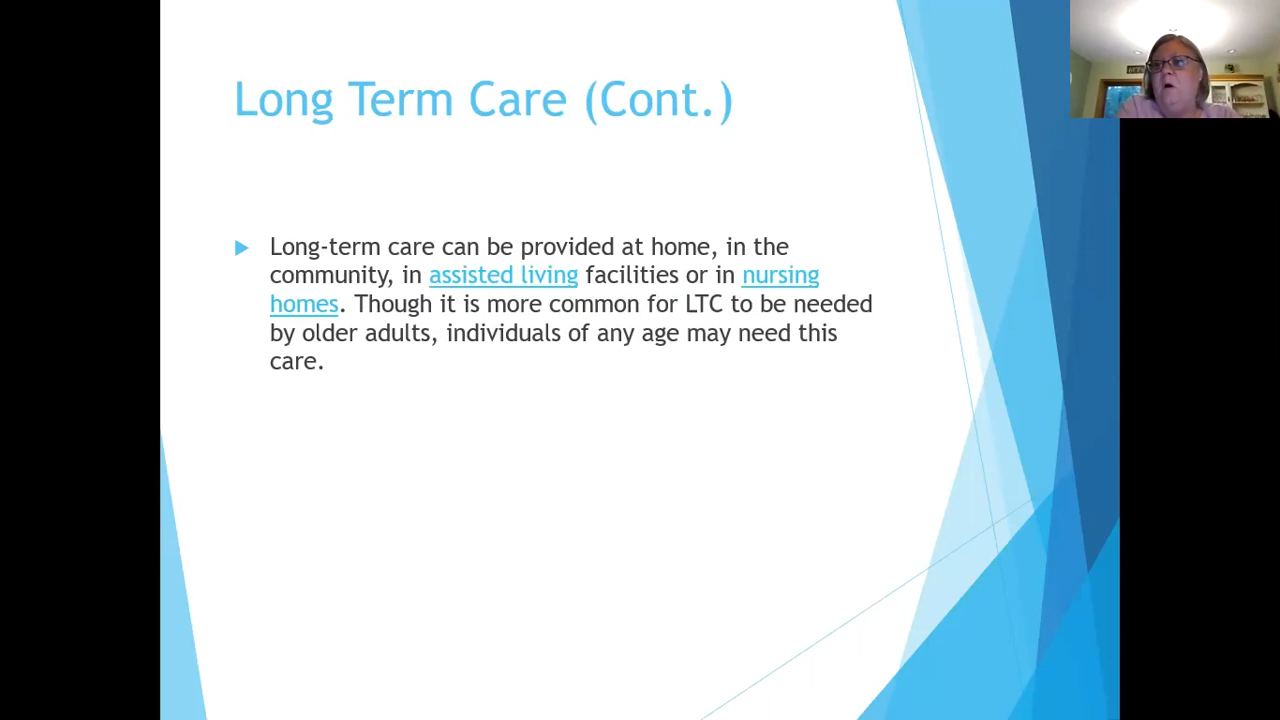 Long Term Care (Cont.)
Long-term care can be provided at home, in the
community, in assisted living facilities or in nursing
homes. Though it is more common for LTC to be needed
by older adults, individuals of any age may need this
care.